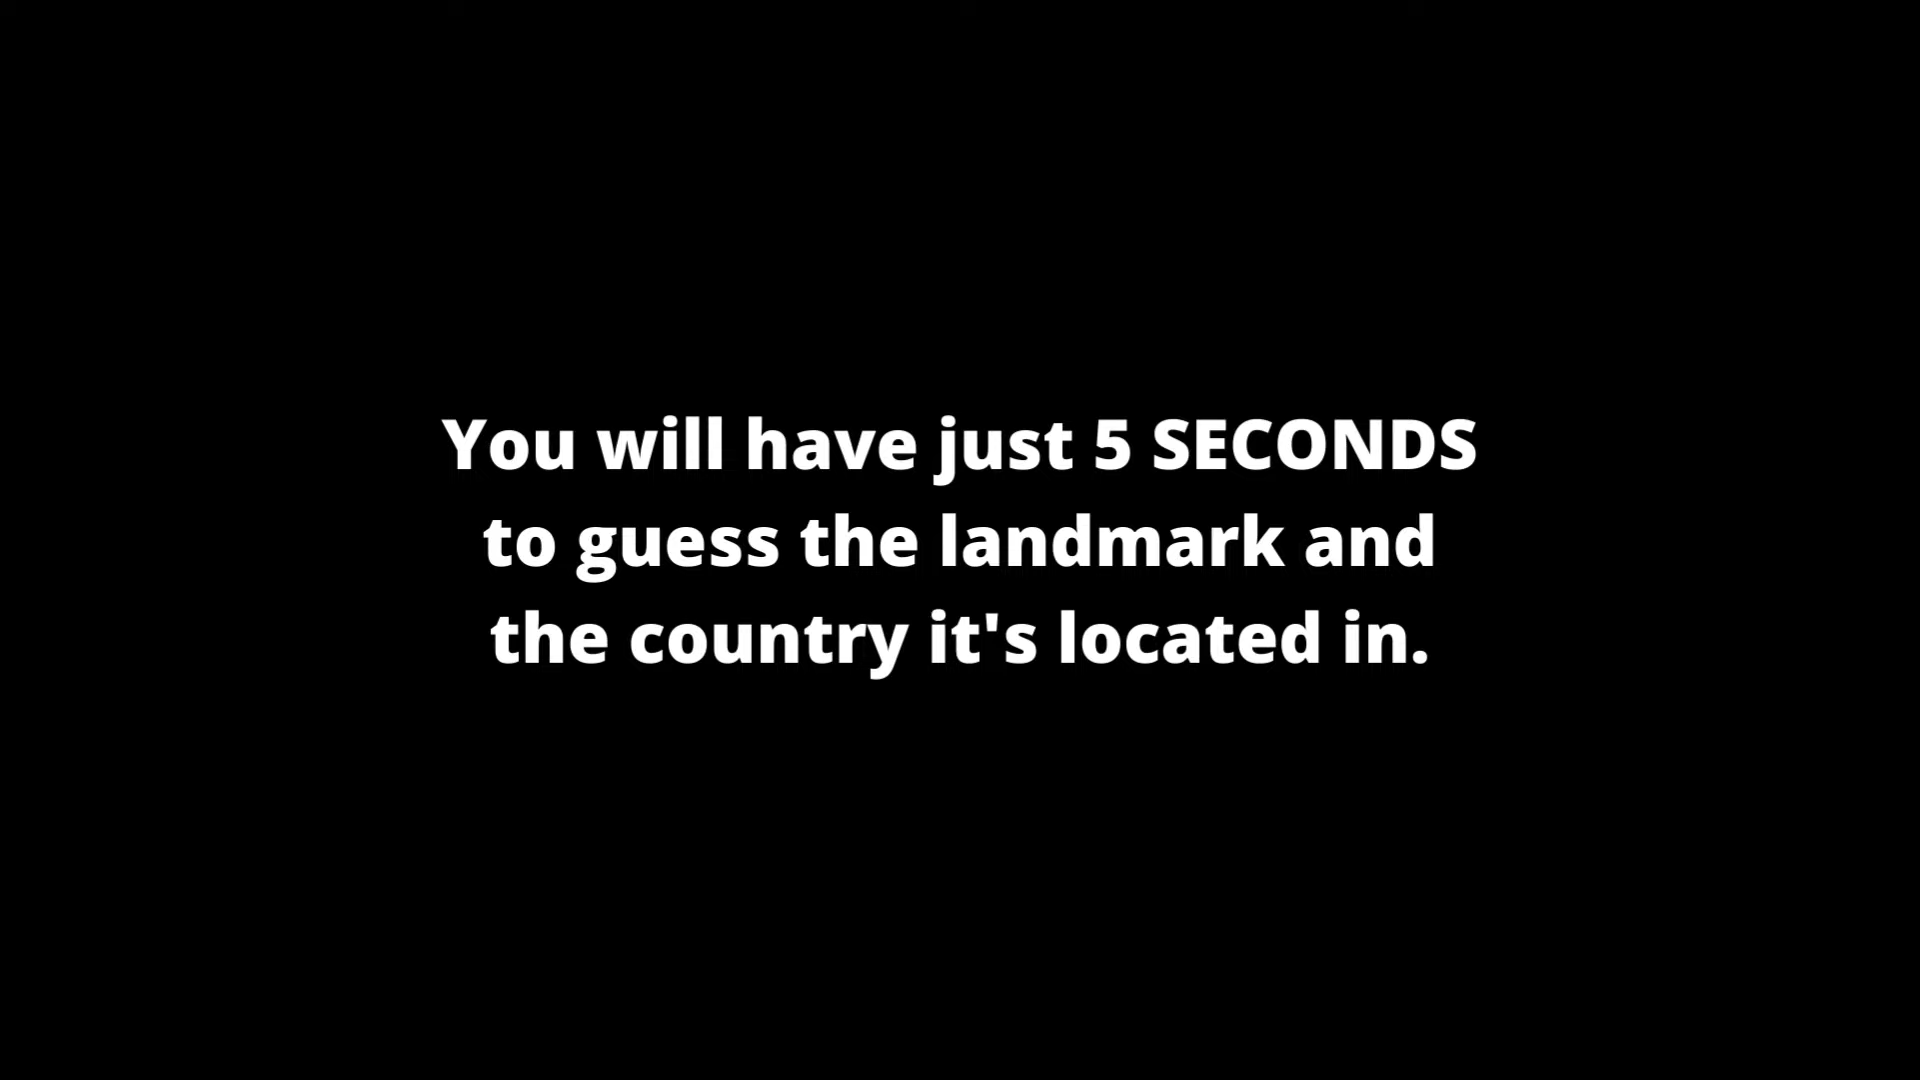 You will have just 5 SECONDS
to guess the landmark and
the country it's located in.